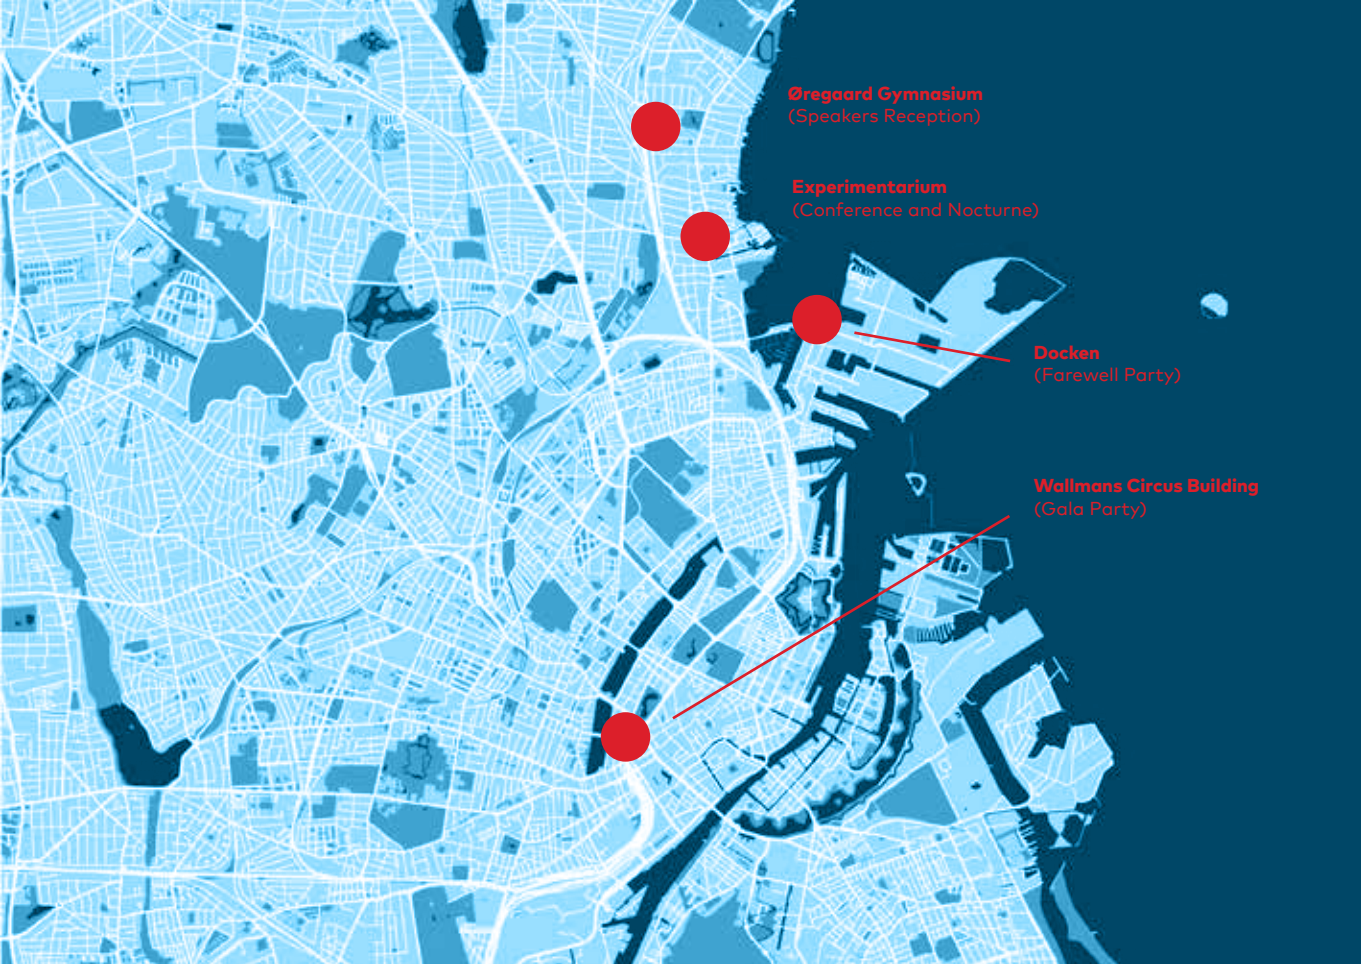 Øregaard Gymnasium
(Speakers Reception)
Experimentarium
(Conference and Nocturne)
Docken
(Farewell Party)
Wallmans Circus Building
(Gala Party)